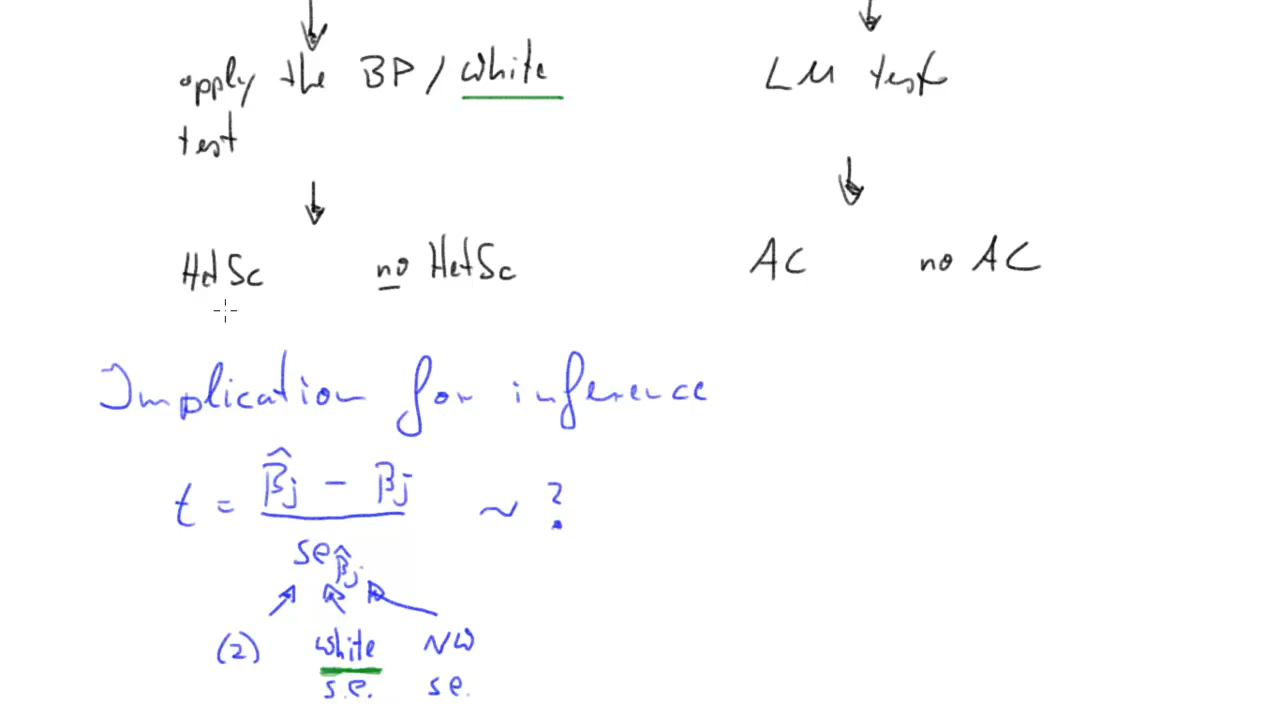 apply the BP / White
test
LM test
HetSc no HetSc
AC no AC
Implication for inference
t = β̂j - βj ~ ?
se β̂j
(2) White NW
s.e. s.e.